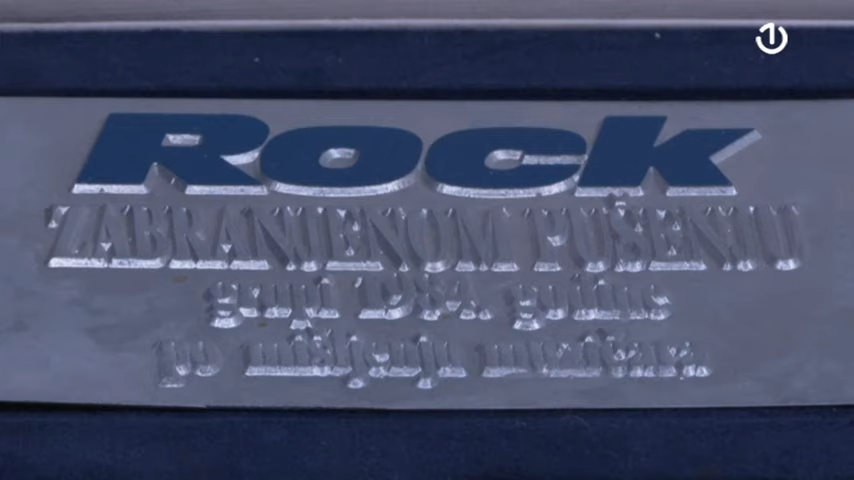 ROCK
ZABRANJENOM PUŠENJU
grupi 1984. godine
po mišljenju muzičara.